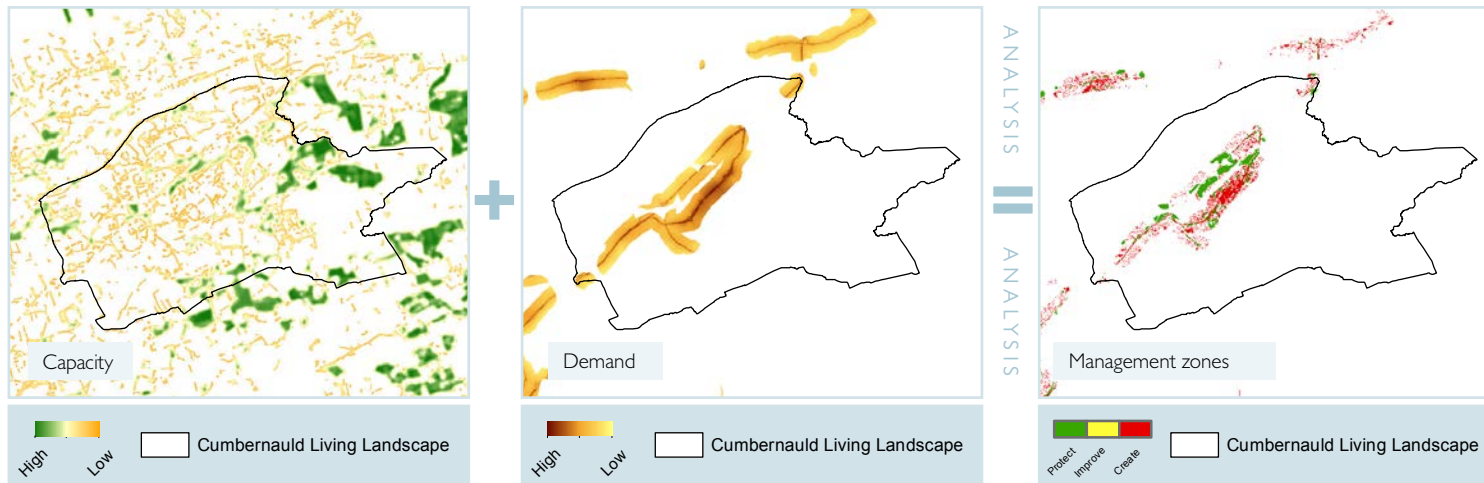 ANALYSIS
ANALYSIS
+
=
Capacity
Demand
Management zones
High
Low
Cumbernauld Living Landscape
High
Low
Cumbernauld Living Landscape
Protect
Improve
Create
Cumbernauld Living Landscape